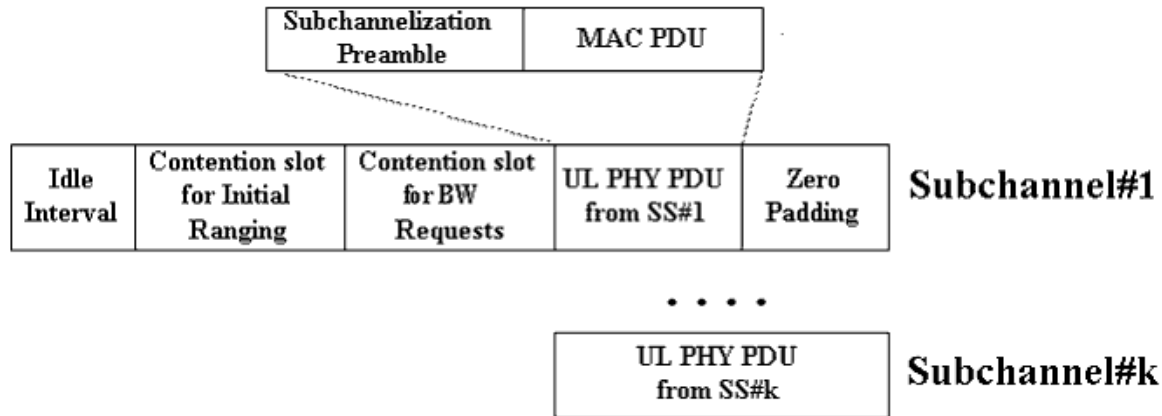 Subchannelization
Preamble
MAC PDU
Idle
Interval
Contention slot
for Initial
Ranging
Contention slot
for BW
Requests
UL PHY PDU
from SS#1
Zero
Padding
Subchannel#1
UL PHY PDU
from SS#k
Subchannel#k